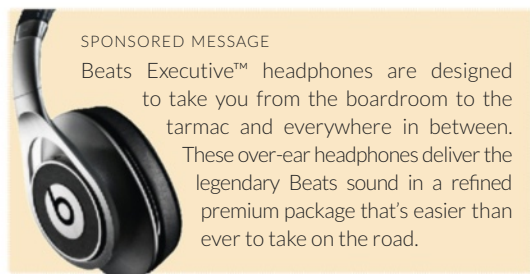 SPONSORED MESSAGE
Beats Executive™ headphones are designed
to take you from the boardroom to the
tarmac and everywhere in between.
These over-ear headphones deliver the
legendary Beats sound in a refined
premium package that's easier than
ever to take on the road.